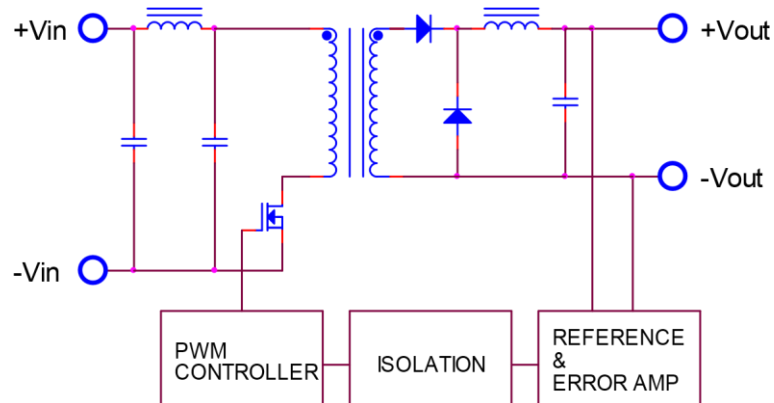 +Vin
+Vout
-Vout
-Vin
PWM
CONTROLLER
ISOLATION
REFERENCE
&
ERROR AMP